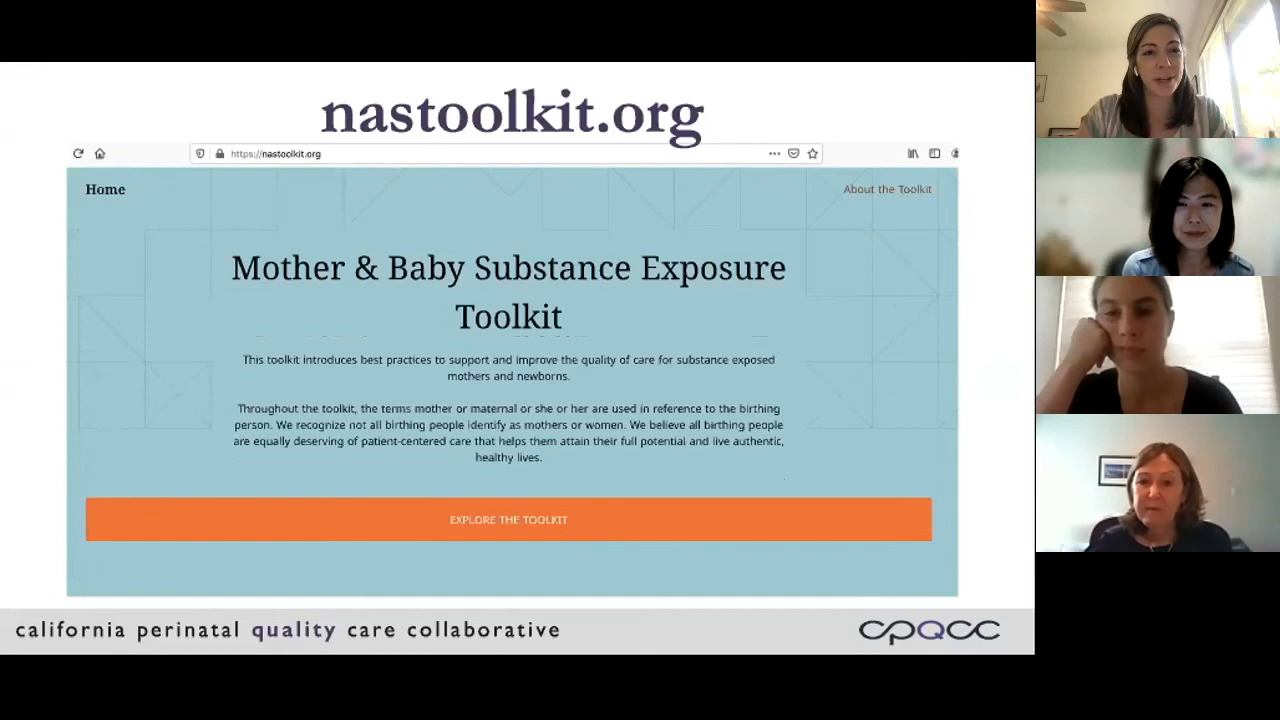 nastoolkit.org
https://nastoolkit.org
Home
About the Toolkit
Mother & Baby Substance Exposure
Toolkit
This toolkit introduces best practices to support and improve the quality of care for substance exposed
mothers and newborns.
Throughout the toolkit, the terms mother or maternal or she or her are used in reference to the birthing
person. We recognize not all birthing people identify as mothers or women. We believe all birthing people
are equally deserving of patient-centered care that helps them attain their full potential and live authentic,
healthy lives.
EXPLORE THE TOOLKIT
california perinatal quality care collaborative
cpqcc